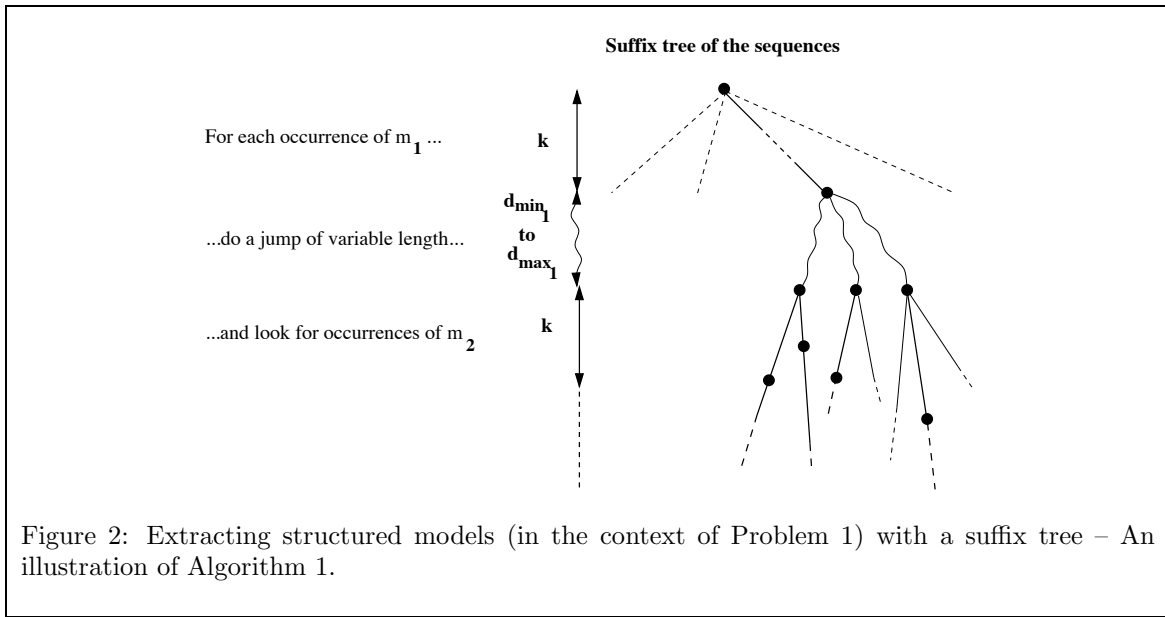 Suffix tree of the sequences
For each occurrence of m1 ...
k
dmin1
...do a jump of variable length...
to
dmax1
...and look for occurrences of m2
k
Figure 2: Extracting structured models (in the context of Problem 1) with a suffix tree – An
illustration of Algorithm 1.